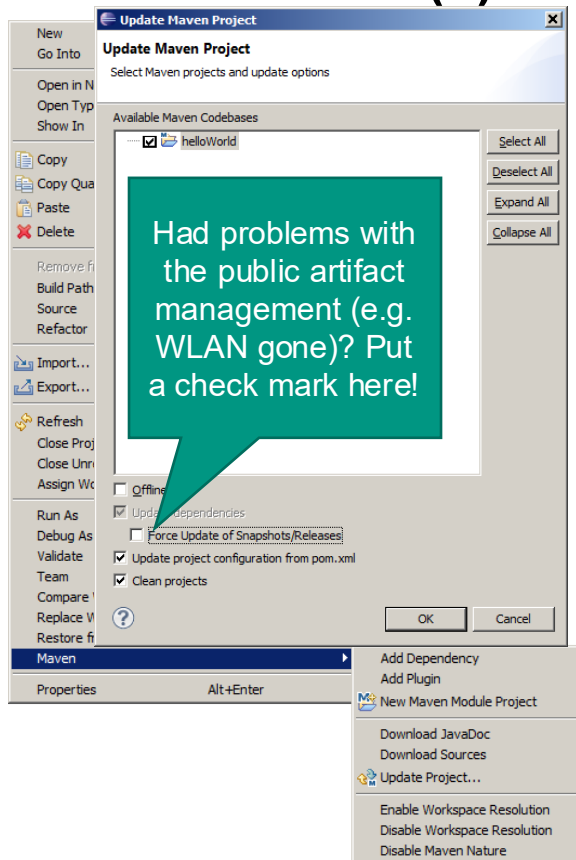 New
Go Into
Open in N
Open Typ
Show In
Copy
Copy Qua
Paste
Delete
Remove f
Build Path
Source
Refactor
Import...
Export...
Refresh
Close Proj
Close Unr
Assign Wo
Run As
Debug As
Validate
Team
Compare
Replace W
Restore fr
Maven
Properties Alt+Enter
Update Maven Project
Update Maven Project
Select Maven projects and update options
Available Maven Codebases
helloWorld
Select All
Deselect All
Expand All
Collapse All
Had problems with
the public artifact
management (e.g.
WLAN gone)? Put
a check mark here!
Offline
Update dependencies
Force Update of Snapshots/Releases
Update project configuration from pom.xml
Clean projects
OK Cancel
Add Dependency
Add Plugin
New Maven Module Project
Download JavaDoc
Download Sources
Update Project...
Enable Workspace Resolution
Disable Workspace Resolution
Disable Maven Nature